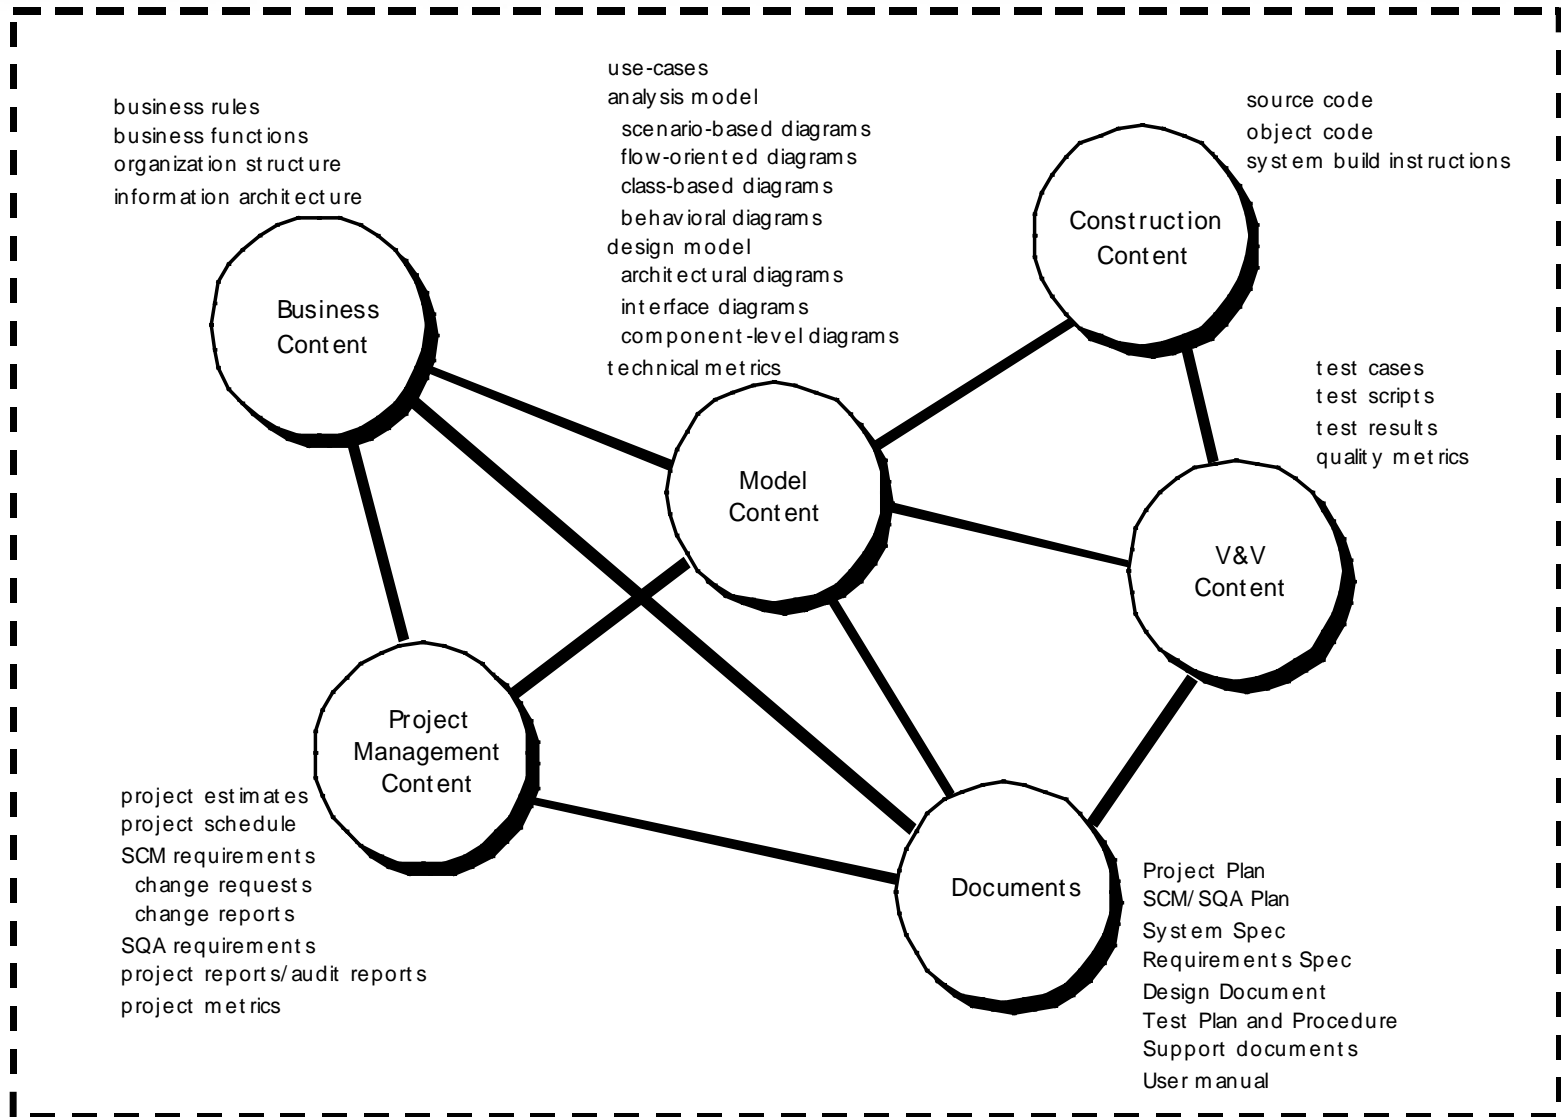 business rules
business functions
organization structure
information architecture
Business
Content
use-cases
analysis model
scenario-based diagrams
flow-oriented diagrams
class-based diagrams
behavioral diagrams
design model
architectural diagrams
interface diagrams
component-level diagrams
technical metrics
Model
Content
source code
object code
system build instructions
Construction
Content
test cases
test scripts
test results
quality metrics
V&V
Content
Project
Management
Content
project estimates
project schedule
SCM requirements
change requests
change reports
SQA requirements
project reports/audit reports
project metrics
Documents
Project Plan
SCM/SQA Plan
System Spec
Requirements Spec
Design Document
Test Plan and Procedure
Support documents
User manual